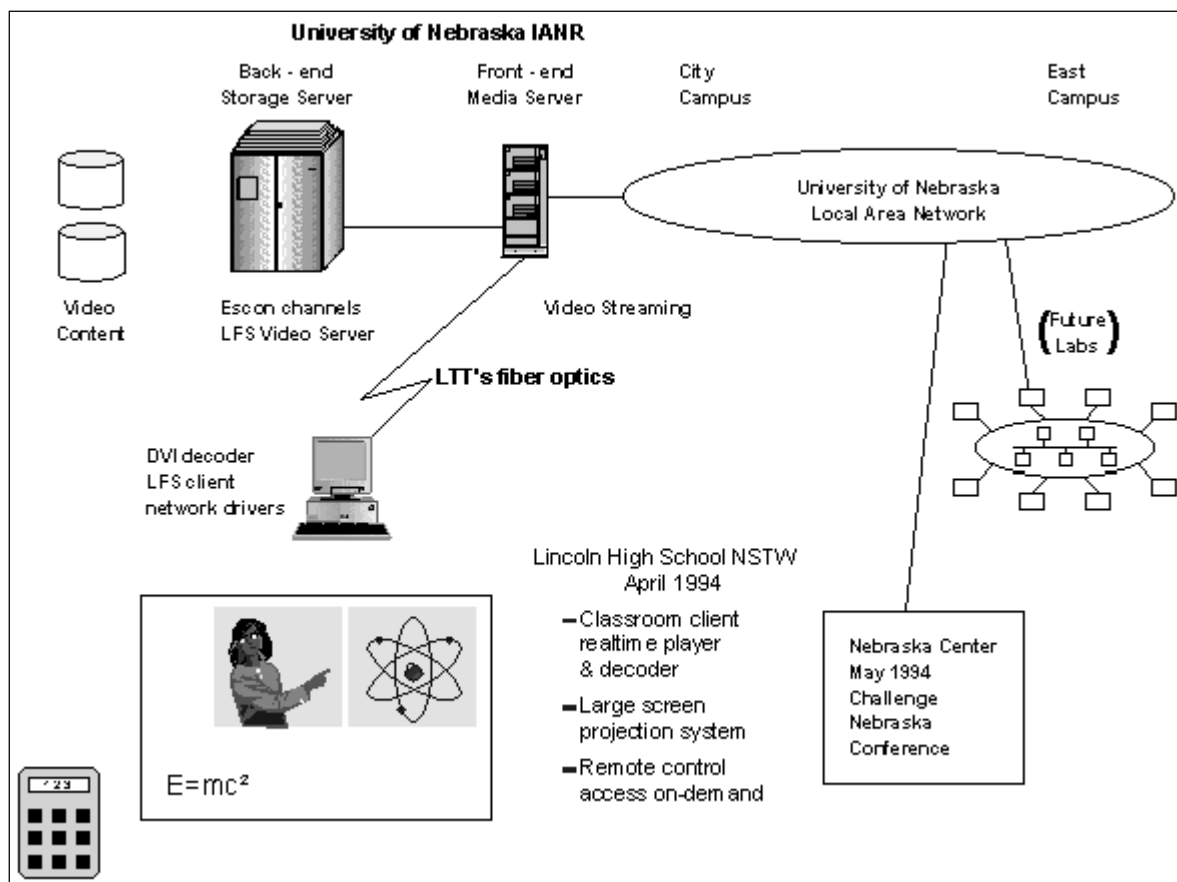 University of Nebraska IANR
Back - end
Storage Server
Front - end
Media Server
City
Campus
East
Campus
University of Nebraska
Local Area Network
Video
Content
Escon channels
LFS Video Server
Video Streaming
(Future
Labs)
LTT's fiber optics
DVI decoder
LFS client
network drivers
Lincoln High School NSTW
April 1994
– Classroom client
realtime player
& decoder
– Large screen
projection system
– Remote control
access on-demand
Nebraska Center
May 1994
Challenge
Nebraska
Conference
E=mc²
123